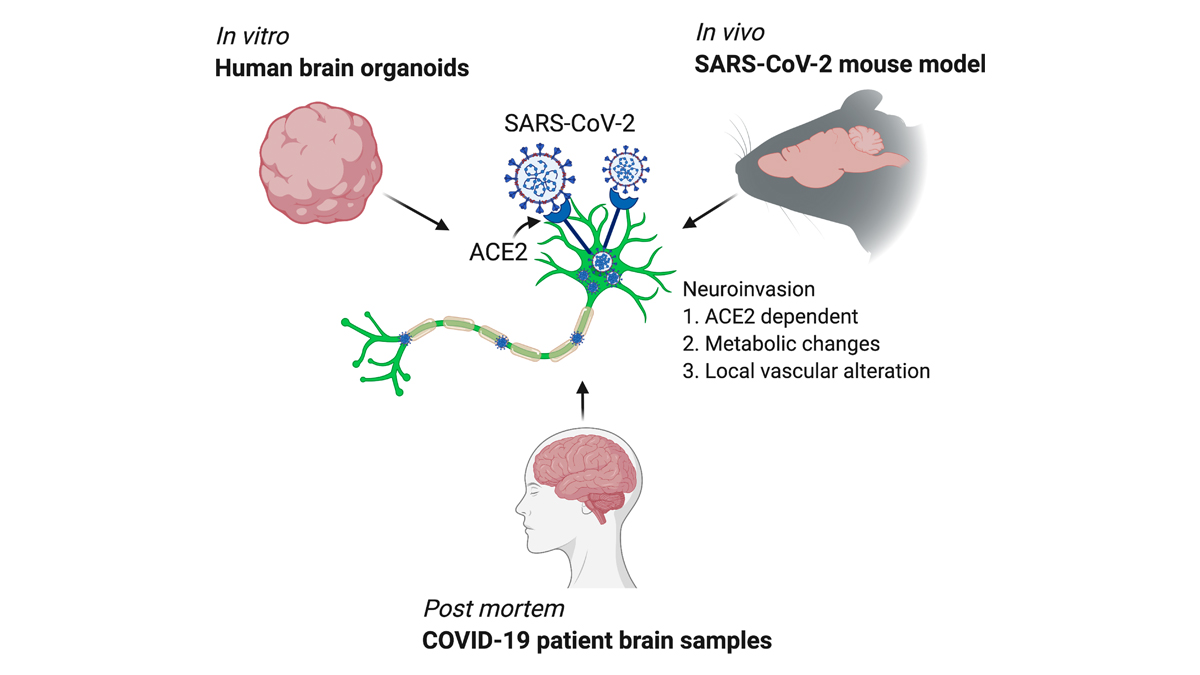 In vitro
Human brain organoids
In vivo
SARS-CoV-2 mouse model
SARS-CoV-2
ACE2
Neuroinvasion
1. ACE2 dependent
2. Metabolic changes
3. Local vascular alteration
Post mortem
COVID-19 patient brain samples